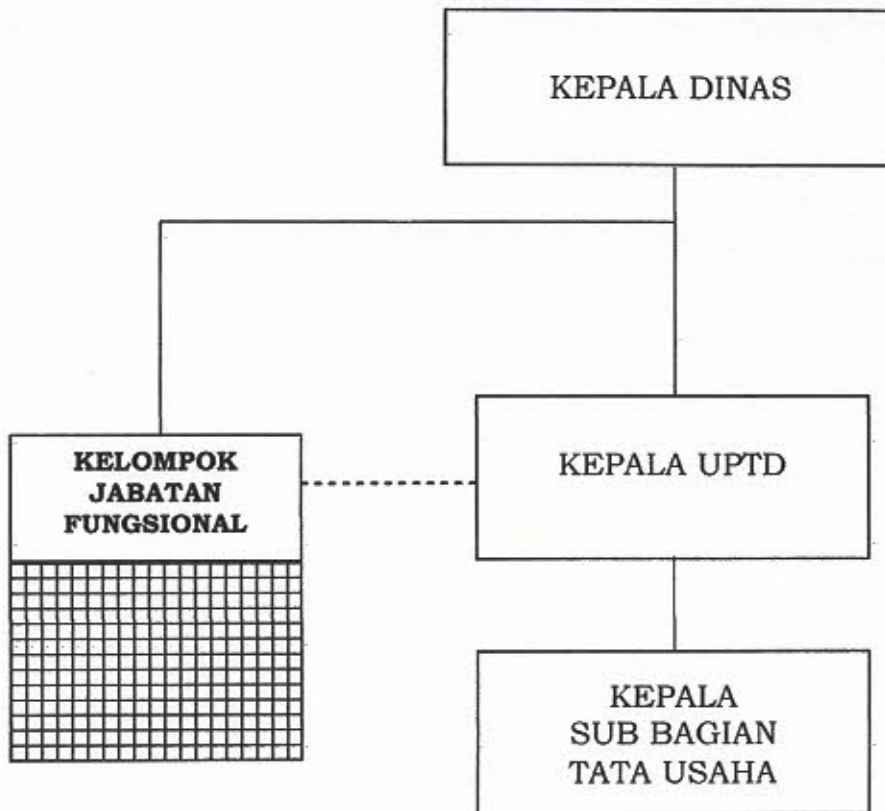 KEPALA DINAS
KELOMPOK
JABATAN
FUNGSIONAL
KEPALA UPTD
KEPALA
SUB BAGIAN
TATA USAHA